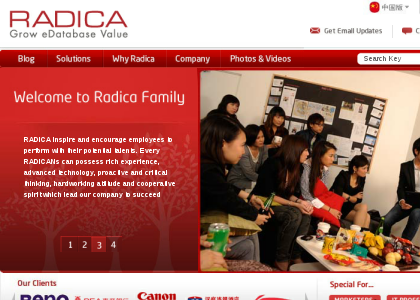 中国版
RADICA
Grow eDatabase Value
Get Email Updates
Blog Solutions Why Radica Company Photos & Videos
Search Key
Welcome to Radica Family
RADICA inspire and encourage employees to
perform with their potential talents. Every
RADICANs can possess rich experience,
advanced technology, proactive and critical
thinking, hardworking attitude and cooperative
spirit which lead our company to succeed
1 2 3 4
Our Clients
Special For...
Canon
MARKETERS